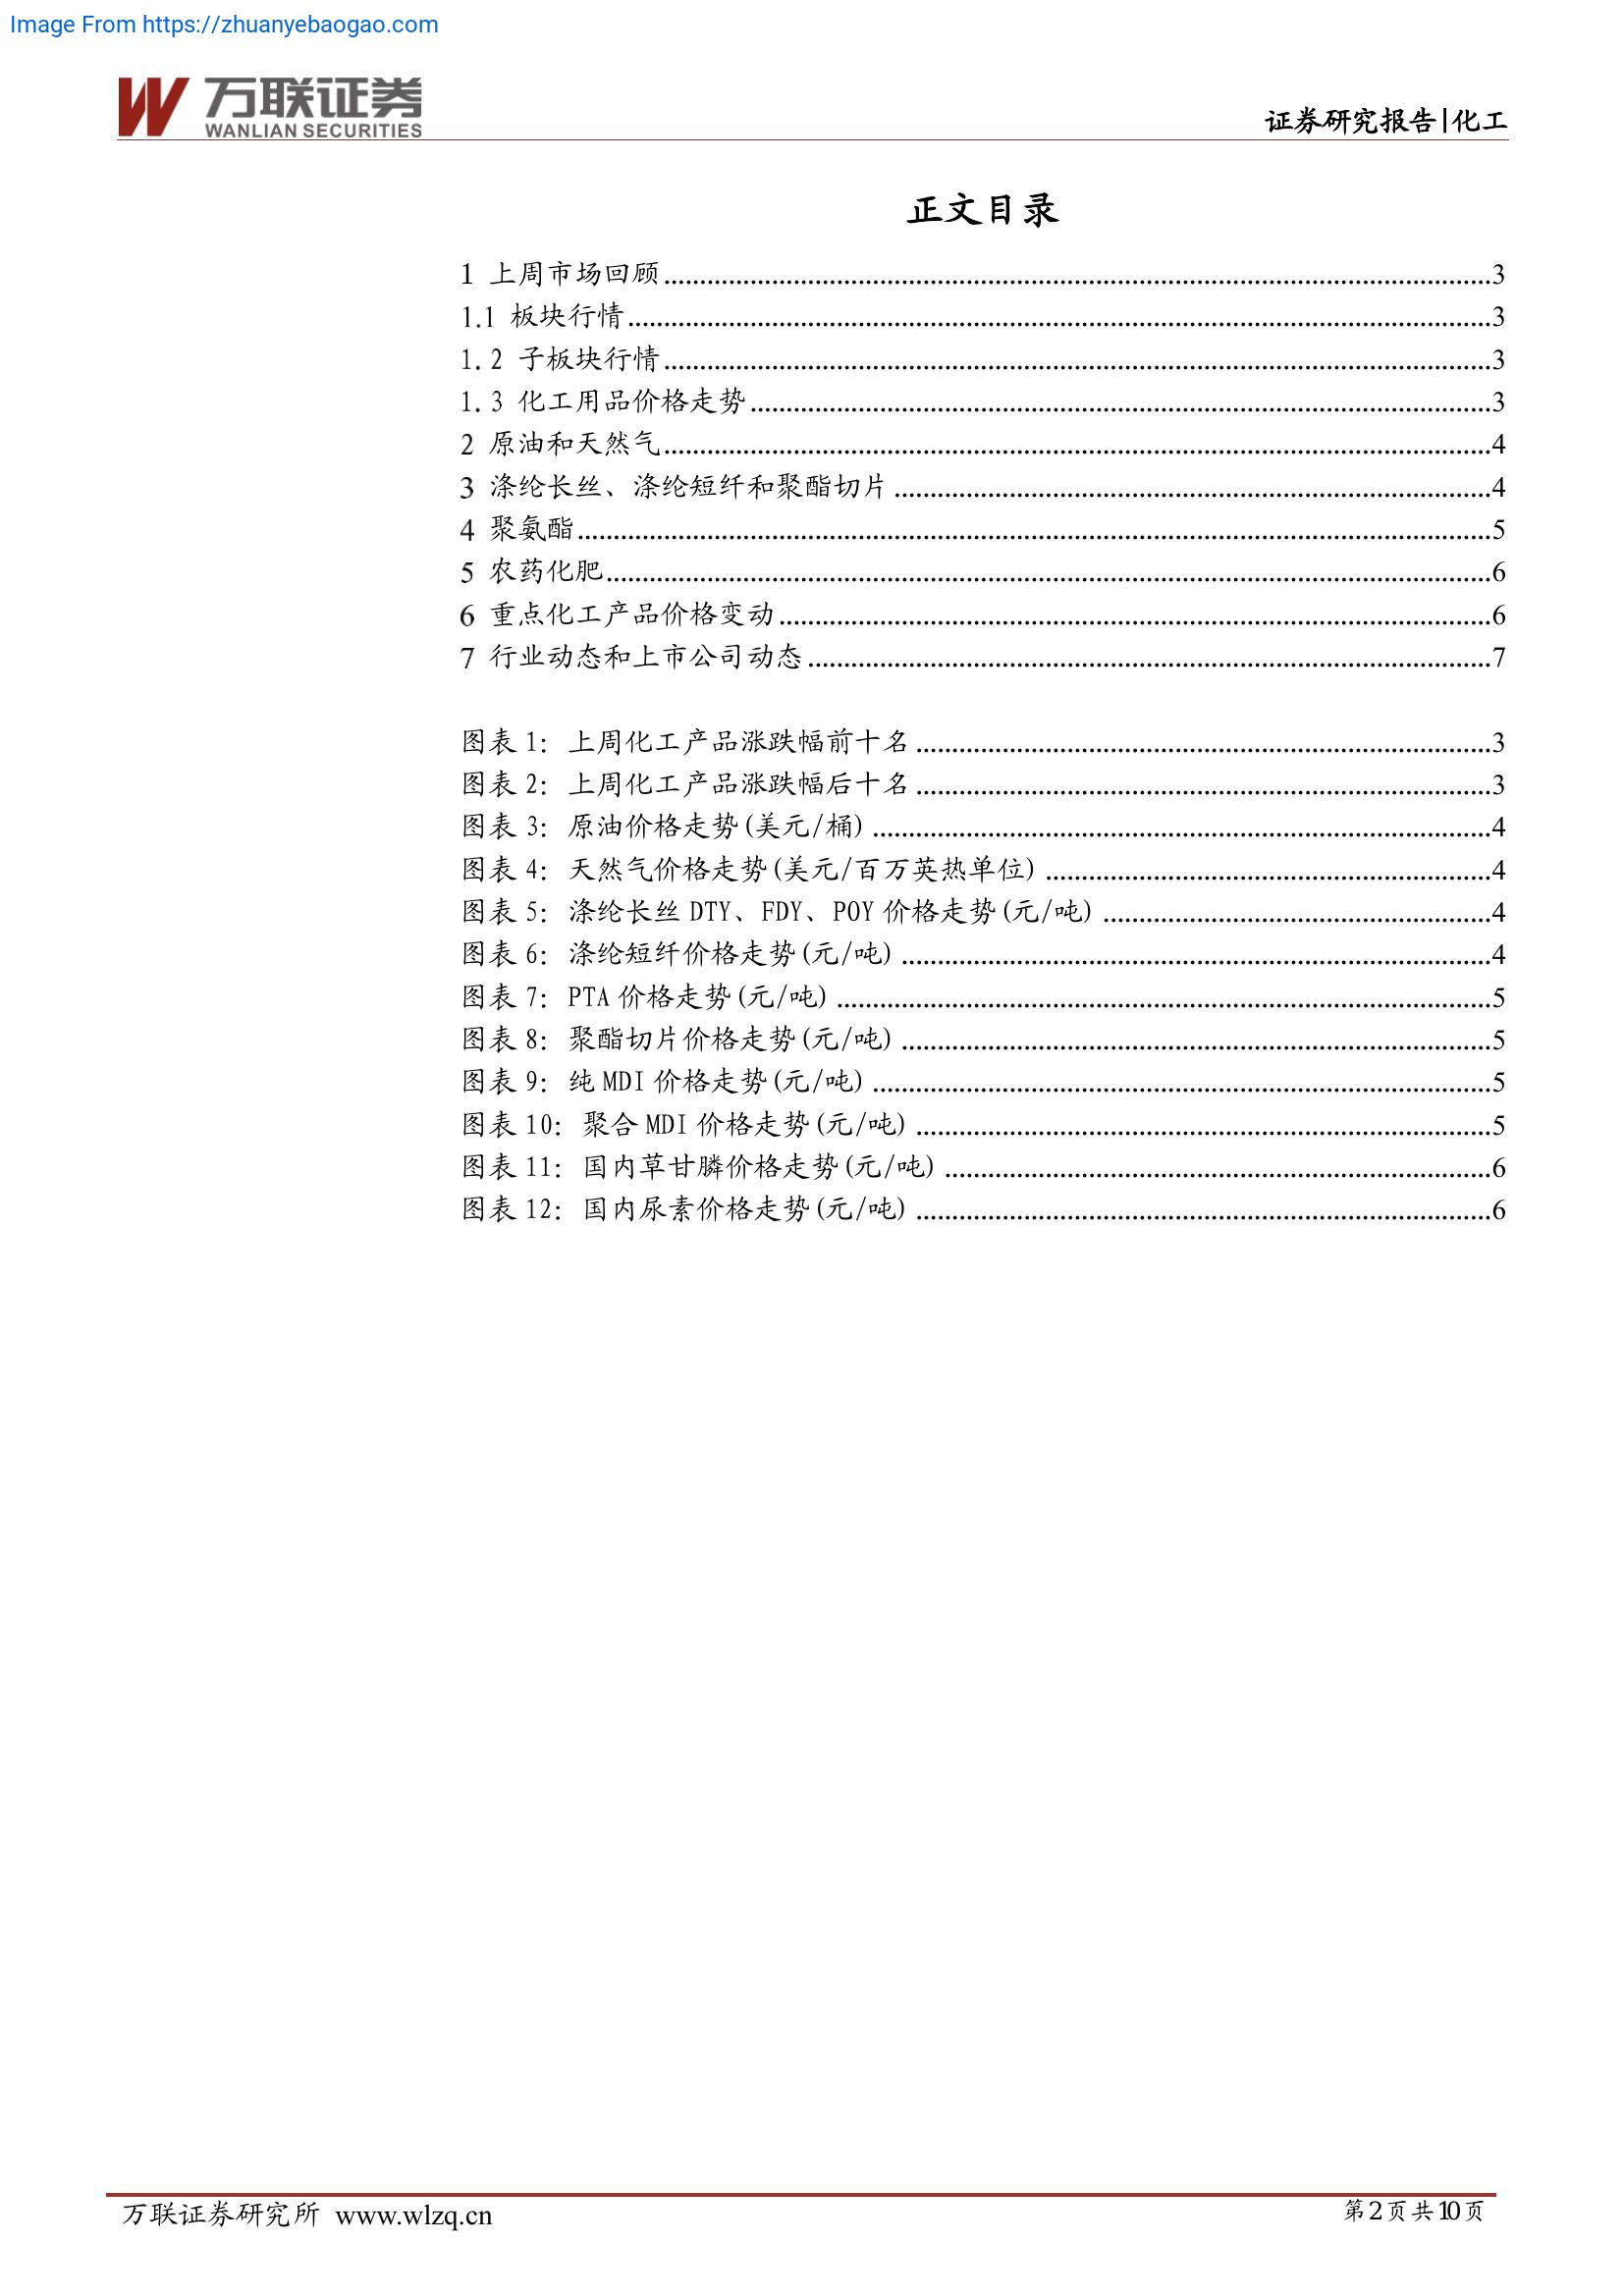 Image From https://zhuanyebaogao.com
万联证券
WANLIAN SECURITIES
证券研究报告|化工
正文目录
1 上周市场回顾 3
1.1 板块行情 3
1.2 子板块行情 3
1.3 化工用品价格走势 3
2 原油和天然气 4
3 涤纶长丝、涤纶短纤和聚酯切片 4
4 聚氨酯 5
5 农药化肥 6
6 重点化工产品价格变动 6
7 行业动态和上市公司动态 7
图表 1: 上周化工产品涨跌幅前十名 3
图表 2: 上周化工产品涨跌幅后十名 3
图表 3: 原油价格走势(美元/桶) 4
图表 4: 天然气价格走势(美元/百万英热单位) 4
图表 5: 涤纶长丝 DTY、FDY、POY 价格走势(元/吨) 4
图表 6: 涤纶短纤价格走势(元/吨) 4
图表 7: PTA 价格走势(元/吨) 5
图表 8: 聚酯切片价格走势(元/吨) 5
图表 9: 纯 MDI 价格走势(元/吨) 5
图表 10: 聚合 MDI 价格走势(元/吨) 5
图表 11: 国内草甘膦价格走势(元/吨) 6
图表 12: 国内尿素价格走势(元/吨) 6
万联证券研究所 www.wlzq.cn
第2页共10页